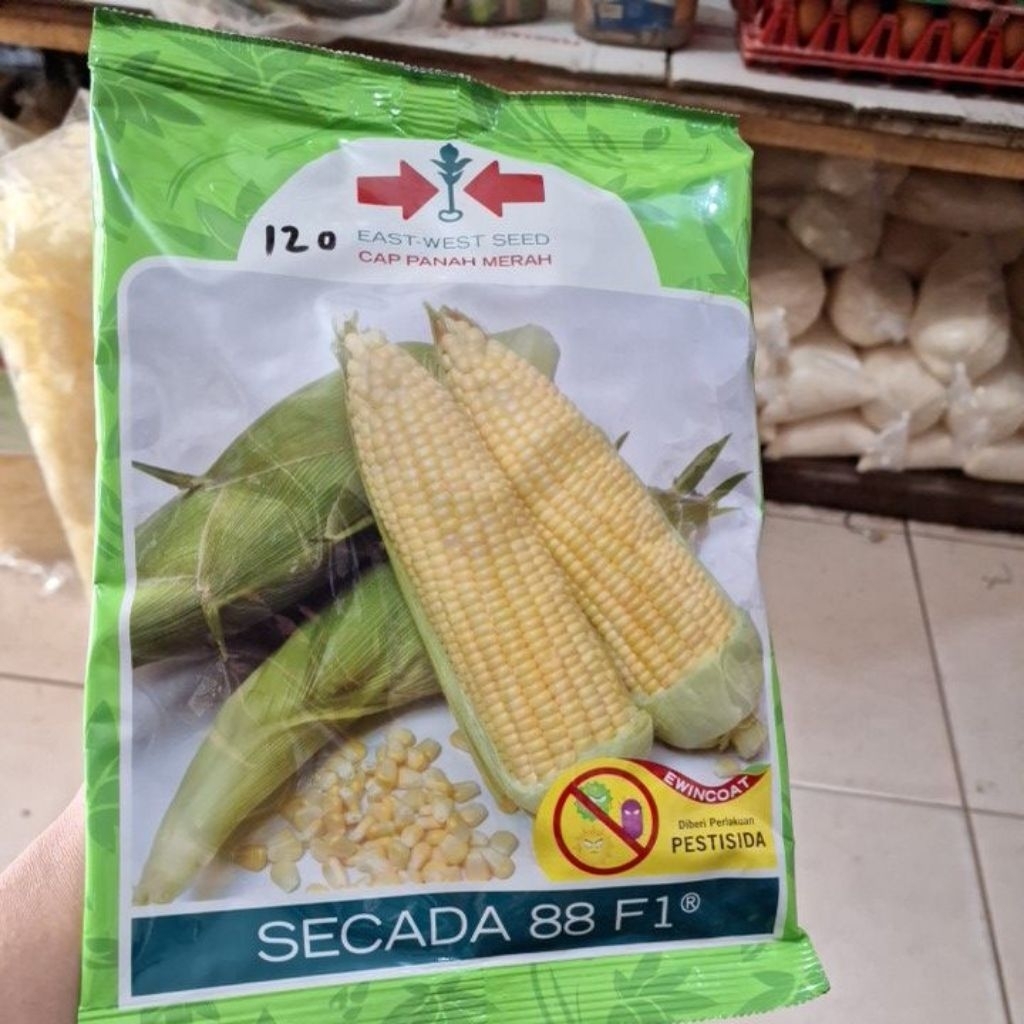 120
EAST-WEST SEED
CAP PANAH MERAH
EWINCOAT
Diberi Perlakuan
PESTISIDA
SECADA 88 F1®